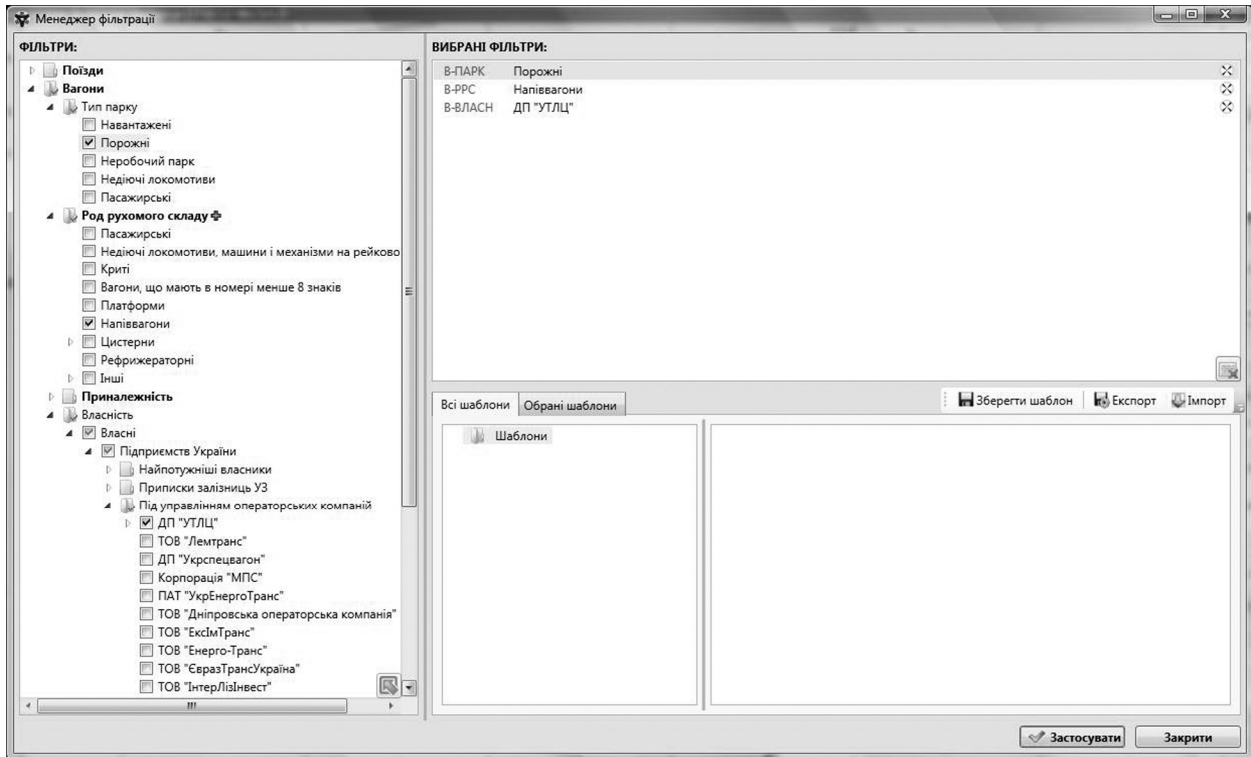 Менеджер фільтрації
ФІЛЬТРИ:
Поїзди
Вагони
Тип парку
Навантажені
Порожні
Неробочий парк
Недіючі локомотиви
Пасажирські
Род рухомого складу
Пасажирські
Недіючі локомотиви, машини і механізми на рейково
Криті
Вагони, що мають в номері менше 8 знаків
Платформи
Напіввагони
Цистерни
Рефрижераторні
Інші
Приналежність
Власність
Власні
Підприємств України
Найпотужніші власники
Приписки залізниць УЗ
Під управлінням операторських компаній
ДП "УТЛЦ"
ТОВ "Лемтранс"
ДП "Укрспецвагон"
Корпорація "МПС"
ПАТ "УкрЕнергоТранс"
ТОВ "Дніпровська операторська компанія"
ТОВ "ЕксІмТранс"
ТОВ "Енерго-Транс"
ТОВ "ЄвразТрансУкраїна"
ТОВ "ІнтерЛізІнвест"
ВИБРАНІ ФІЛЬТРИ:
В-ПАРК Порожні
В-РРС Напіввагони
В-ВЛАСН ДП "УТЛЦ"
Всі шаблони Обрані шаблони Зберегти шаблон Експорт Імпорт
Шаблони
Застосувати Закрити